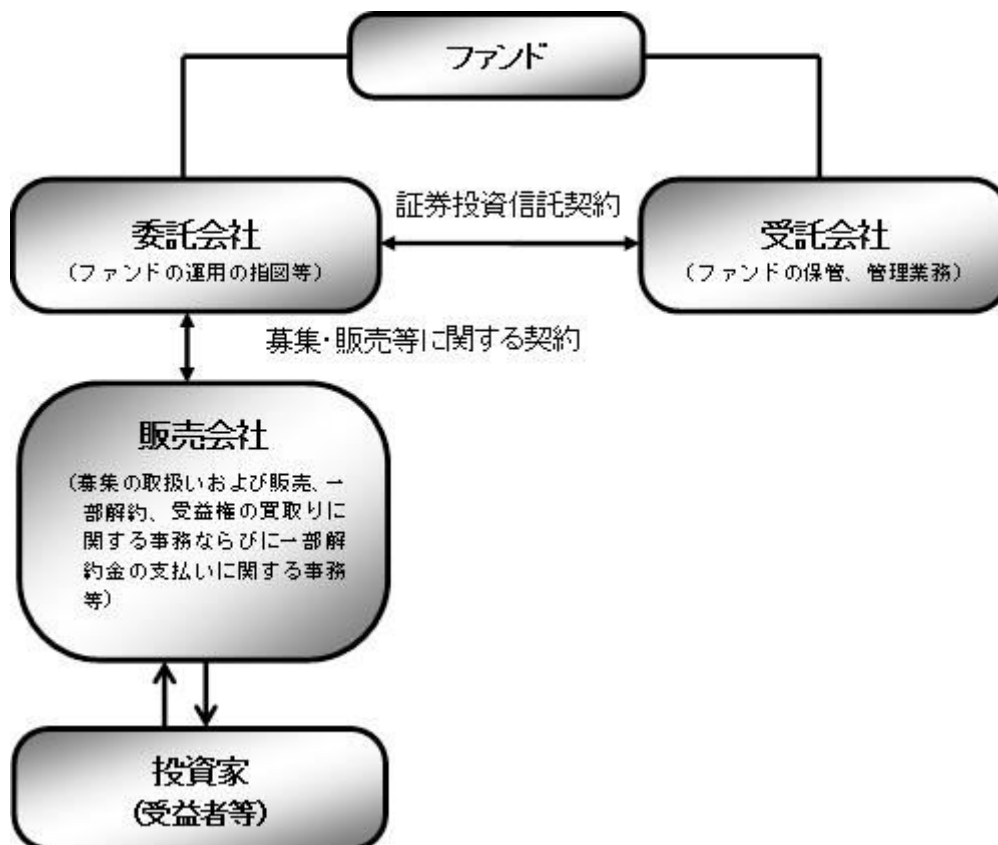 ファンド
証券投資信託契約
委託会社
(ファンドの運用の指図等)
受託会社
(ファンドの保管、管理業務)
募集・販売等に関する契約
販売会社
(募集の取扱いおよび販売、一
部解約、受益権の買取りに
関する事務ならびに一部解
約金の支払いに関する事務
等)
投資家
(受益者等)